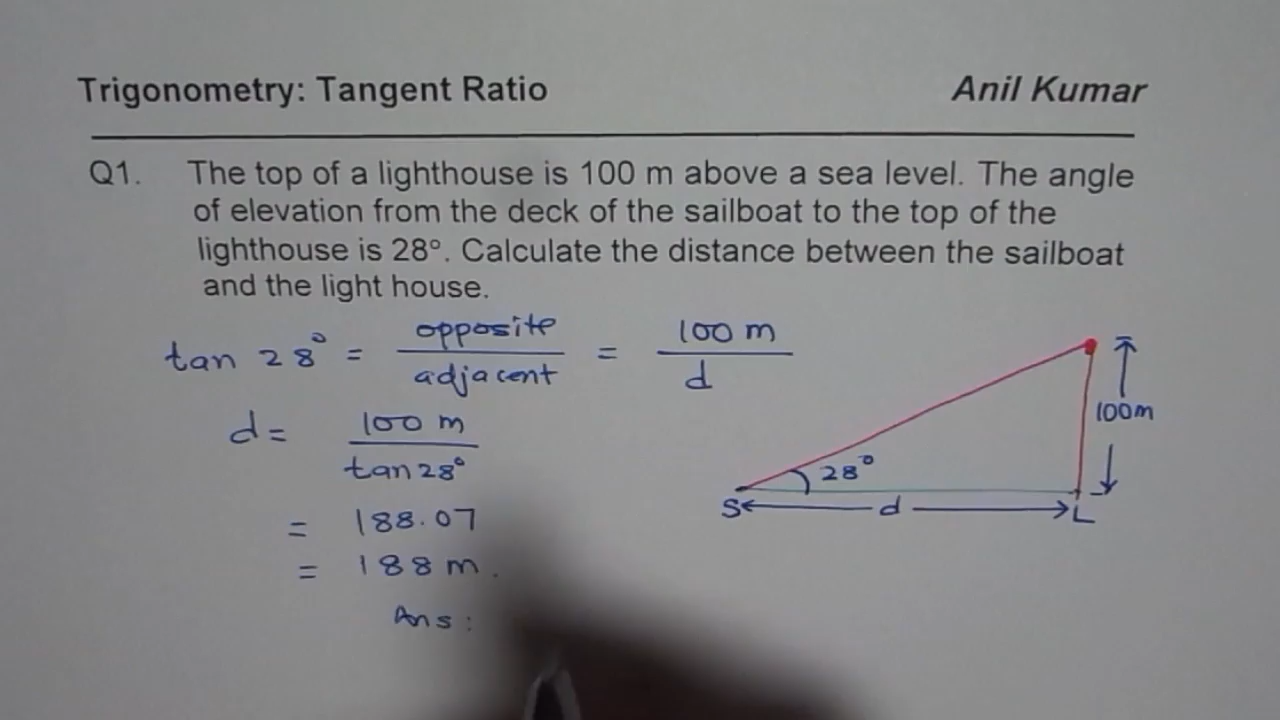 Trigonometry: Tangent Ratio Anil Kumar
Q1. The top of a lighthouse is 100 m above a sea level. The angle
of elevation from the deck of the sailboat to the top of the
lighthouse is 28°. Calculate the distance between the sailboat
and the light house.
tan 28° = opposite / adjacent = 100 m / d
d = 100 m / tan 28°
= 188.07
= 188 m.
Ans:
100m
28°
S d L